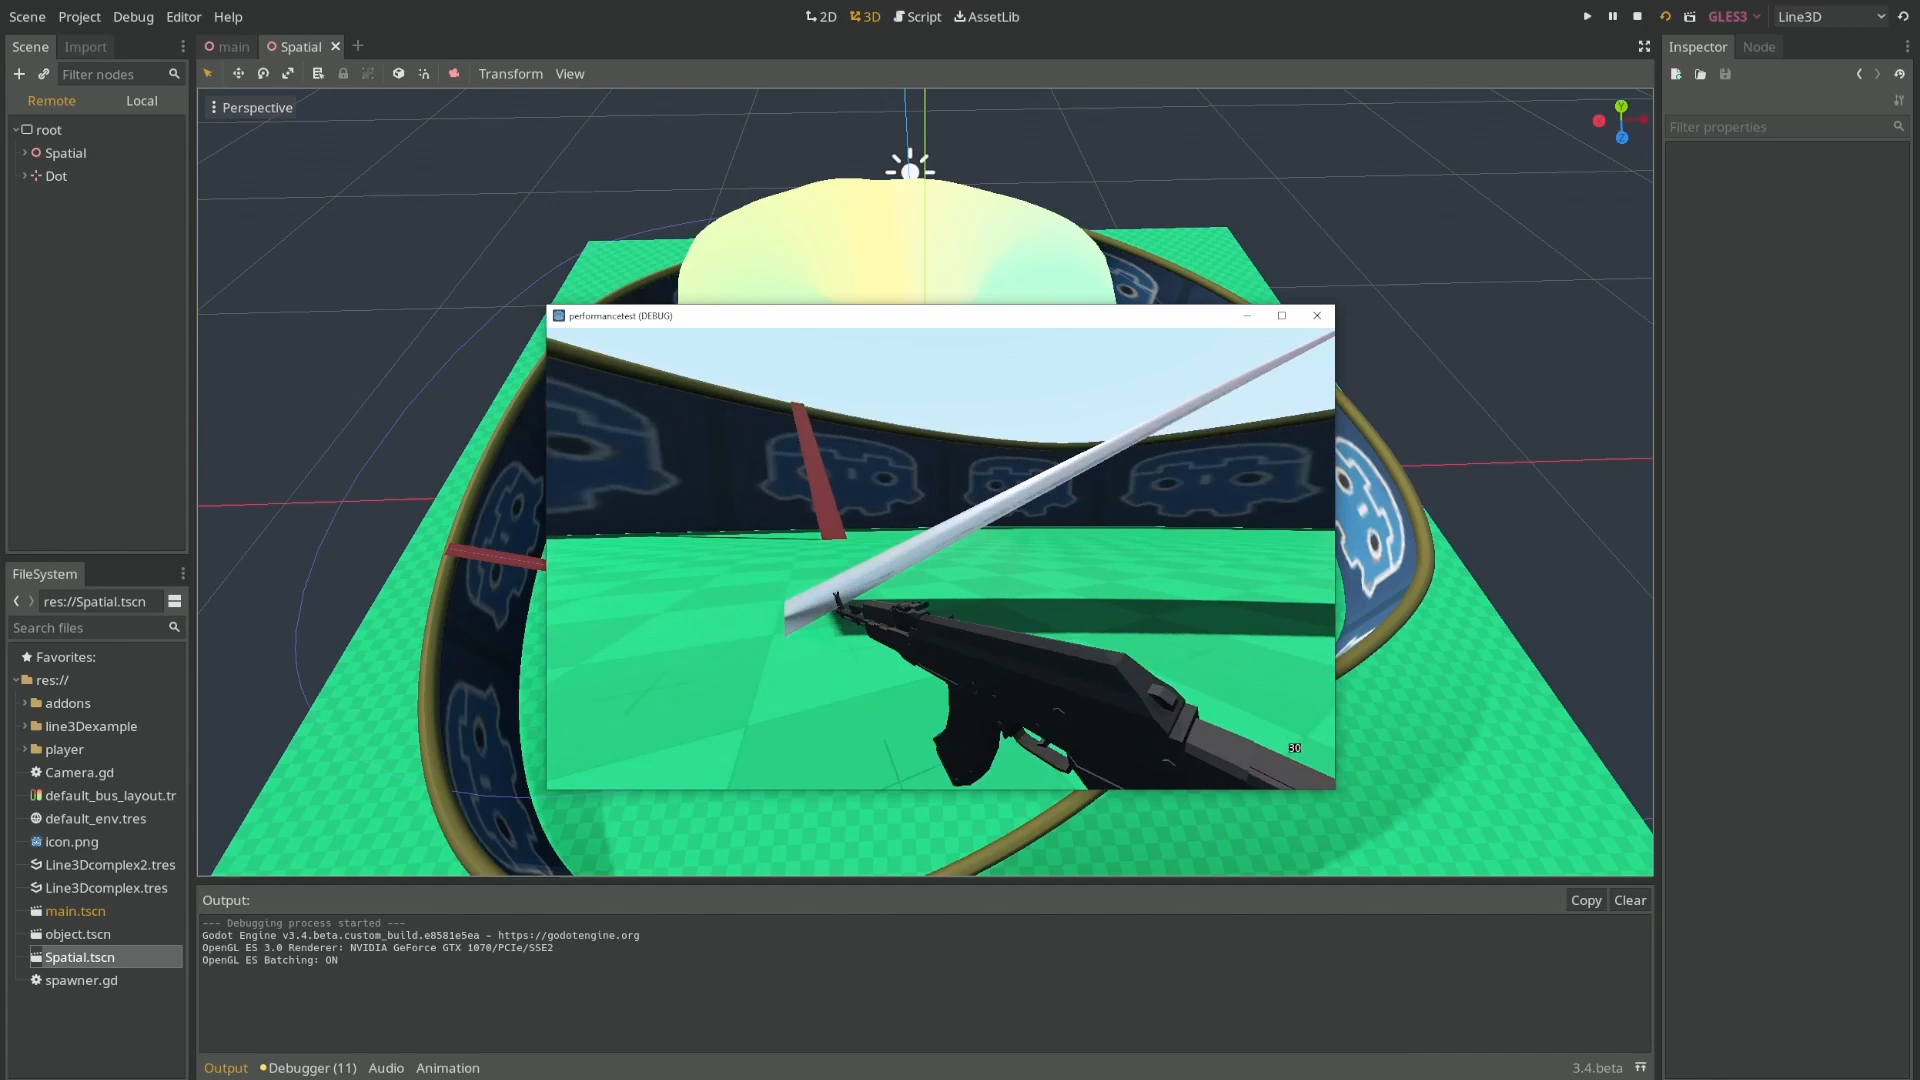 Scene Project Debug Editor Help
2D 3D Script AssetLib
GLES3 Line3D
Scene Import
main Spatial
Inspector Node
Filter nodes
Transform View
Remote Local
Perspective
Filter properties
root
Spatial
Dot
Y
performancetest (DEBUG)
30
FileSystem
res://Spatial.tscn
Search files
Favorites:
res://
addons
line3Dexample
player
Camera.gd
default_bus_layout.tr
default_env.tres
icon.png
Line3Dcomplex2.tres
Line3Dcomplex.tres
main.tscn
object.tscn
Spatial.tscn
spawner.gd
Output:
Copy Clear
--- Debugging process started ---
Godot Engine v3.4.beta.custom_build.e8581e5ea - https://godotengine.org
OpenGL ES 3.0 Renderer: NVIDIA GeForce GTX 1070/PCIe/SSE2
OpenGL ES Batching: ON
Output Debugger (11) Audio Animation
3.4.beta